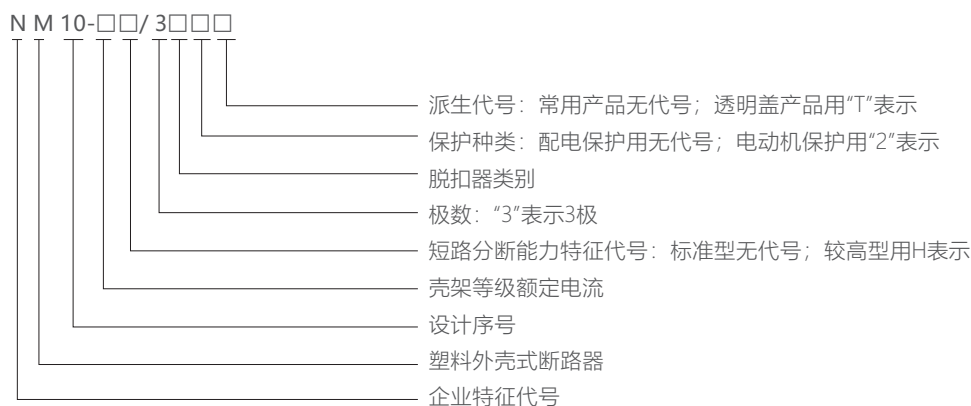 N M 10-□□/ 3□□□
派生代号：常用产品无代号；透明盖产品用“T”表示
保护种类：配电保护用无代号；电动机保护用“2”表示
脱扣器类别
极数：“3”表示3极
短路分断能力特征代号：标准型无代号；较高型用H表示
壳架等级额定电流
设计序号
塑料外壳式断路器
企业特征代号